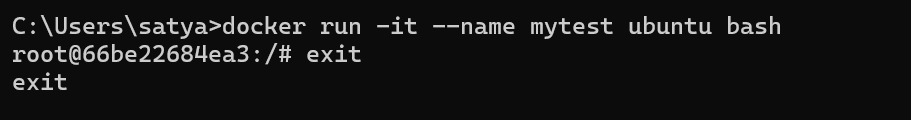 C:\Users\satya>docker run -it --name mytest ubuntu bash
root@66be22684ea3:/# exit
exit